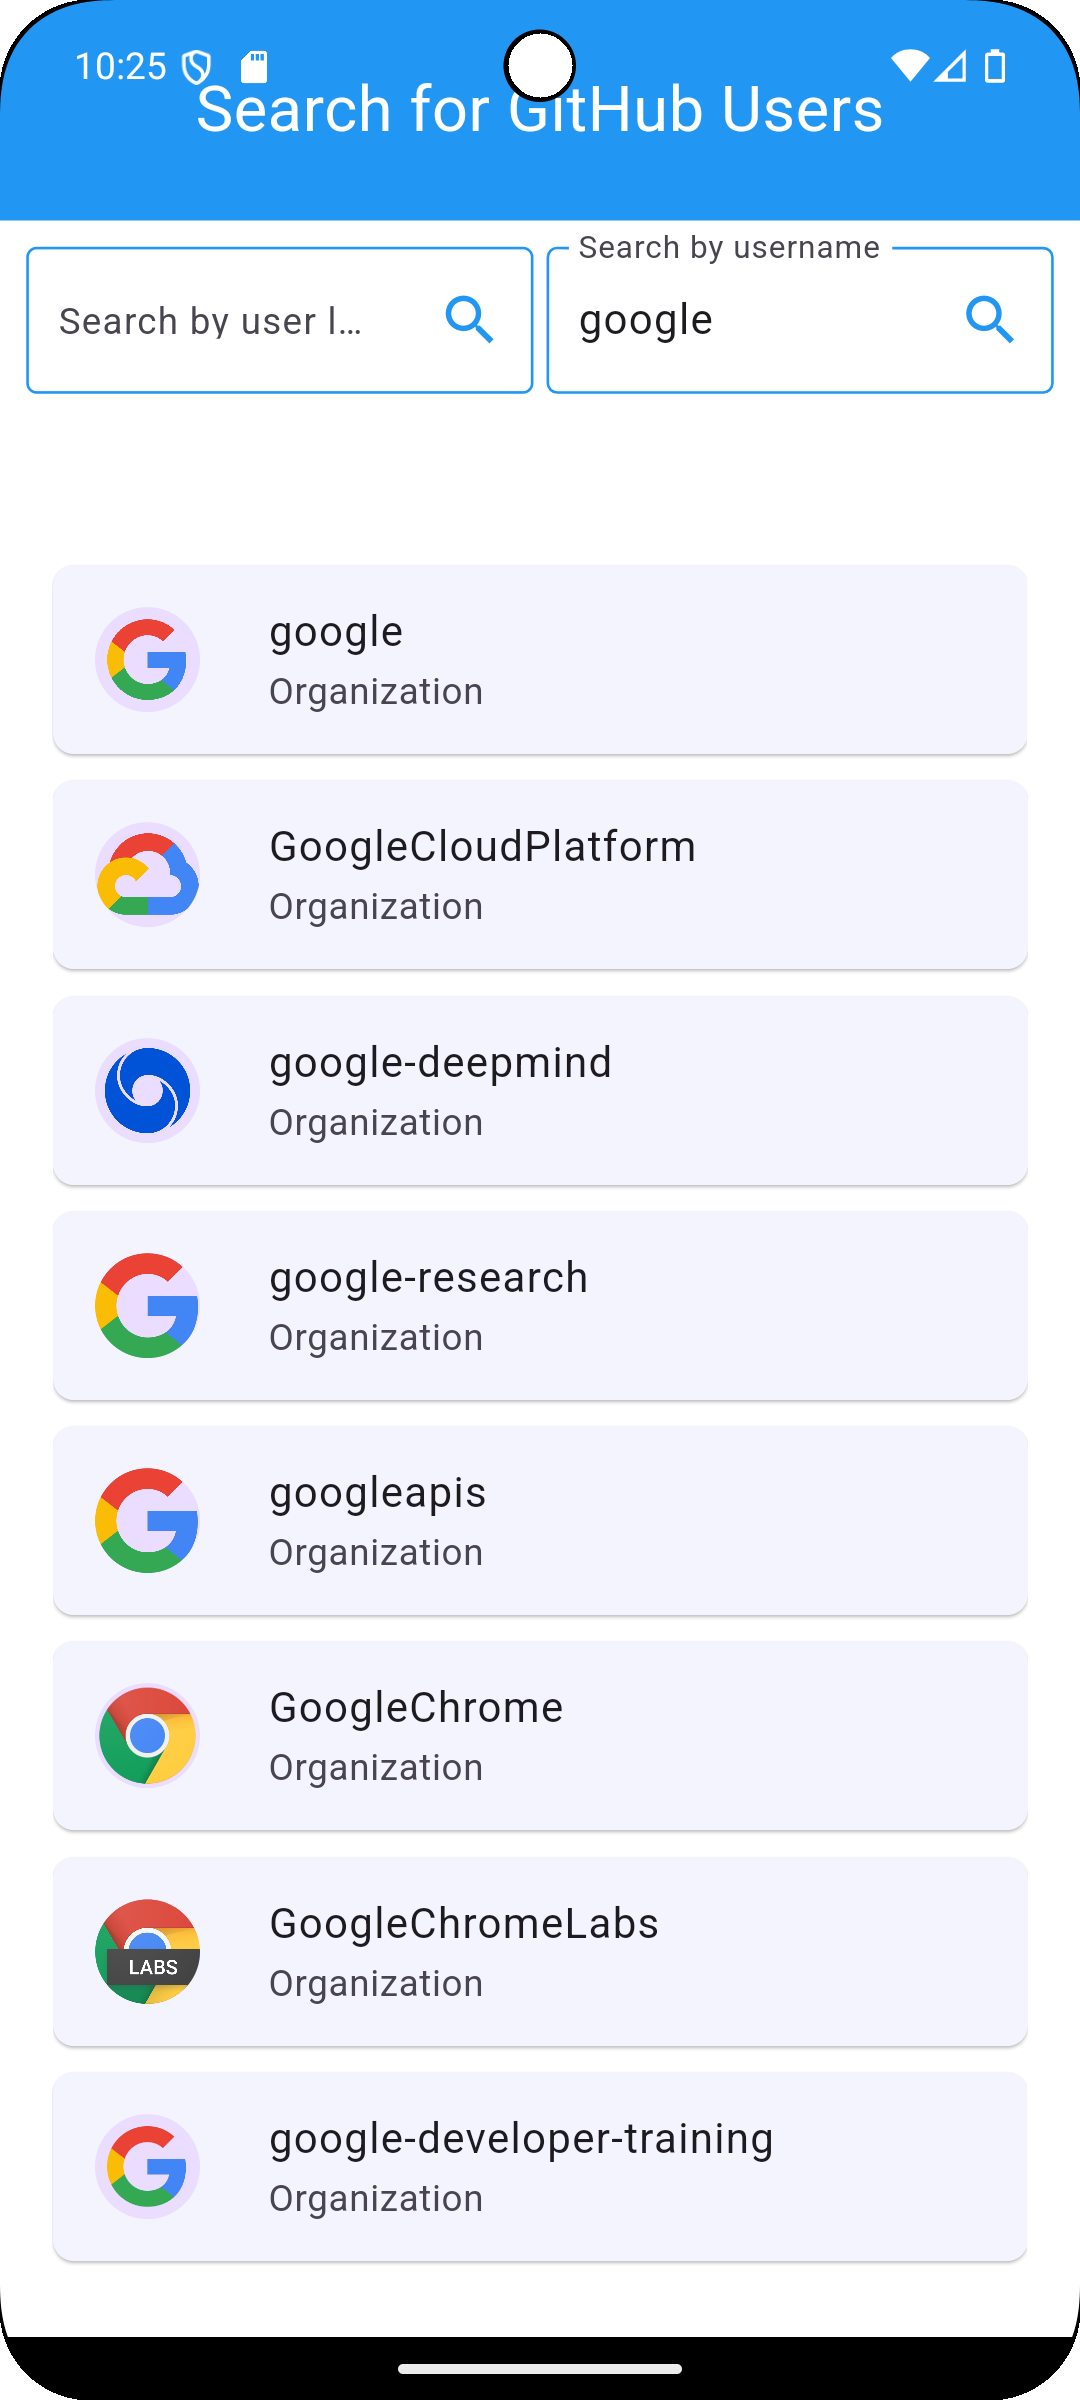 10:25
Search for GitHub Users
Search by user l...
Search by username
google
google
Organization
GoogleCloudPlatform
Organization
google-deepmind
Organization
google-research
Organization
googleapis
Organization
GoogleChrome
Organization
LABS
GoogleChromeLabs
Organization
google-developer-training
Organization